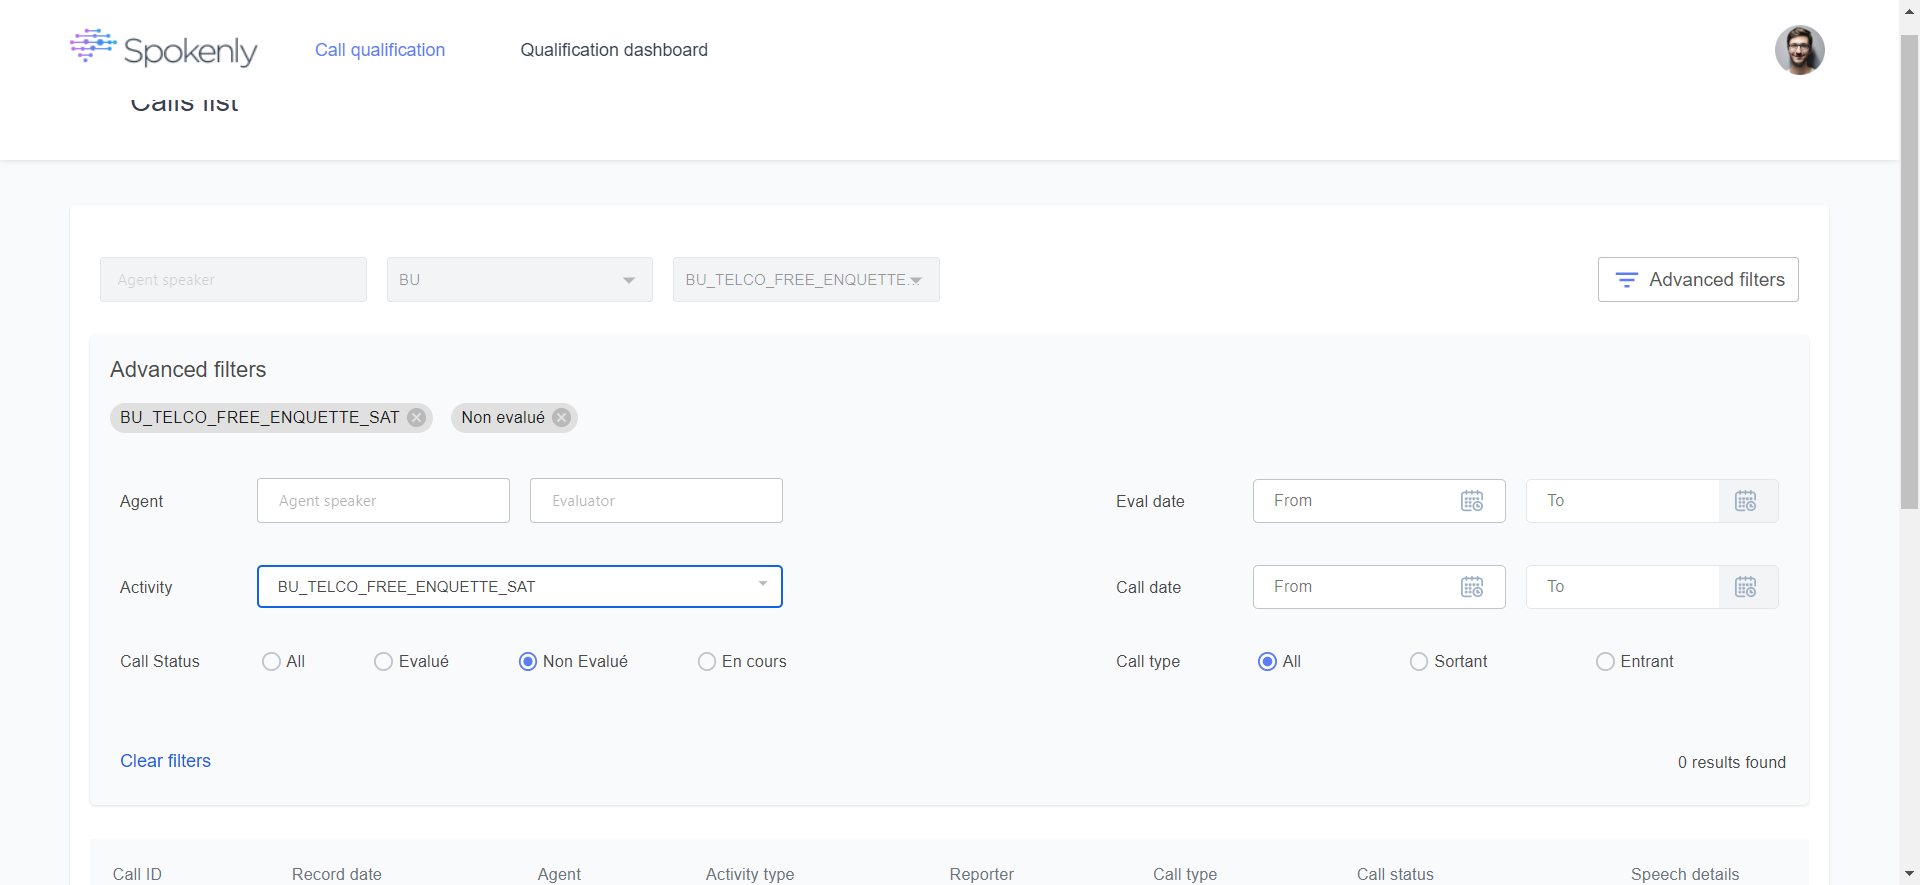 Spokenly
Call qualification
Qualification dashboard
Calls list
Agent speaker
BU
BU_TELCO_FREE_ENQUETTE...
Advanced filters
Advanced filters
BU_TELCO_FREE_ENQUETTE_SAT
Non evalué
Agent
Agent speaker
Evaluator
Eval date
From
To
Activity
BU_TELCO_FREE_ENQUETTE_SAT
Call date
From
To
Call Status
All
Evalué
Non Evalué
En cours
Call type
All
Sortant
Entrant
Clear filters
0 results found
Call ID
Record date
Agent
Activity type
Reporter
Call type
Call status
Speech details